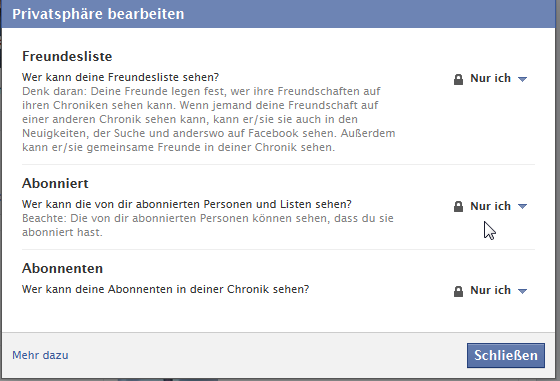 Privatsphäre bearbeiten
Freundesliste
Wer kann deine Freundesliste sehen?
Nur ich
Denk daran: Deine Freunde legen fest, wer ihre Freundschaften auf
ihren Chroniken sehen kann. Wenn jemand deine Freundschaft auf
einer anderen Chronik sehen kann, kann er/sie sie auch in den
Neuigkeiten, der Suche und anderswo auf Facebook sehen. Außerdem
kann er/sie gemeinsame Freunde in deiner Chronik sehen.
Abonniert
Wer kann die von dir abonnierten Personen und Listen sehen?
Nur ich
Beachte: Die von dir abonnierten Personen können sehen, dass du sie
abonniert hast.
Abonnenten
Wer kann deine Abonnenten in deiner Chronik sehen?
Nur ich
Mehr dazu
Schließen